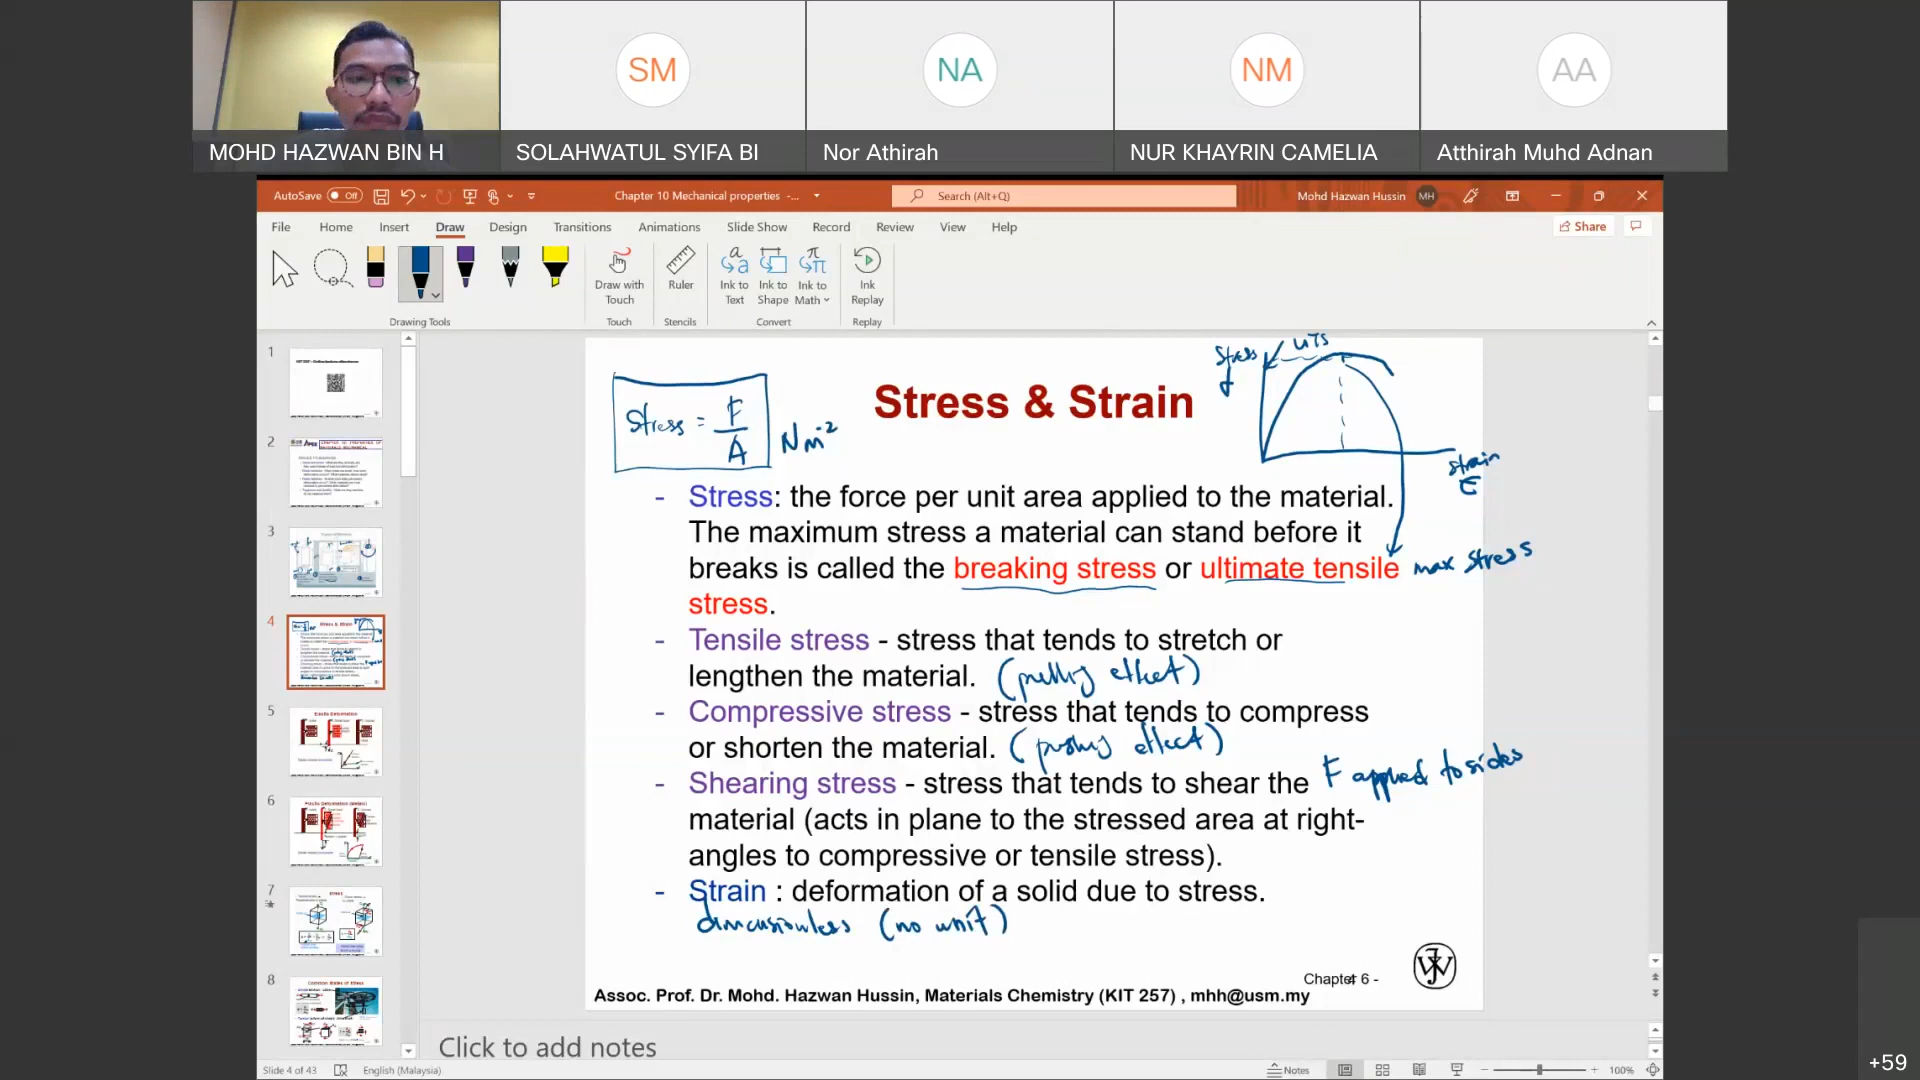 SM
NA
NM
AA
MOHD HAZWAN BIN H
SOLAHWATUL SYIFA BI
Nor Athirah
NUR KHAYRIN CAMELIA
Atthirah Muhd Adnan
AutoSave Off
Chapter 10 Mechanical properties -...
Search (Alt+Q)
Mohd Hazwan Hussin MH
File Home Insert Draw Design Transitions Animations Slide Show Record Review View Help
Share
Draw with Touch
Ruler
Ink to Text
Ink to Shape
Ink to Math
Ink Replay
Drawing Tools
Touch
Stencils
Convert
Replay
1
2
3
4
5
6
7
8
Stress = F/A
Nm-2
Stress & Strain
Stress
UTS
strain
ε
- Stress: the force per unit area applied to the material.
The maximum stress a material can stand before it
breaks is called the breaking stress or ultimate tensile
max stress
stress.
- Tensile stress - stress that tends to stretch or
lengthen the material. (pulling effect)
- Compressive stress - stress that tends to compress
or shorten the material. (pushing effect)
- Shearing stress - stress that tends to shear the
F applied to sides
material (acts in plane to the stressed area at right-
angles to compressive or tensile stress).
- Strain : deformation of a solid due to stress.
dimensionless (no unit)
Chapter 6 -
Assoc. Prof. Dr. Mohd. Hazwan Hussin, Materials Chemistry (KIT 257) , mhh@usm.my
Click to add notes
Slide 4 of 43
English (Malaysia)
Notes
100%
+59